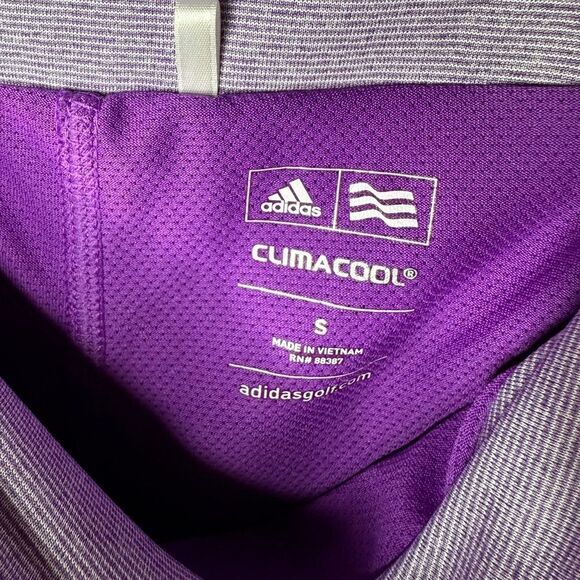 adidas
CLIMACOOL®
S
MADE IN VIETNAM
RN# 88387
adidasgolf.com